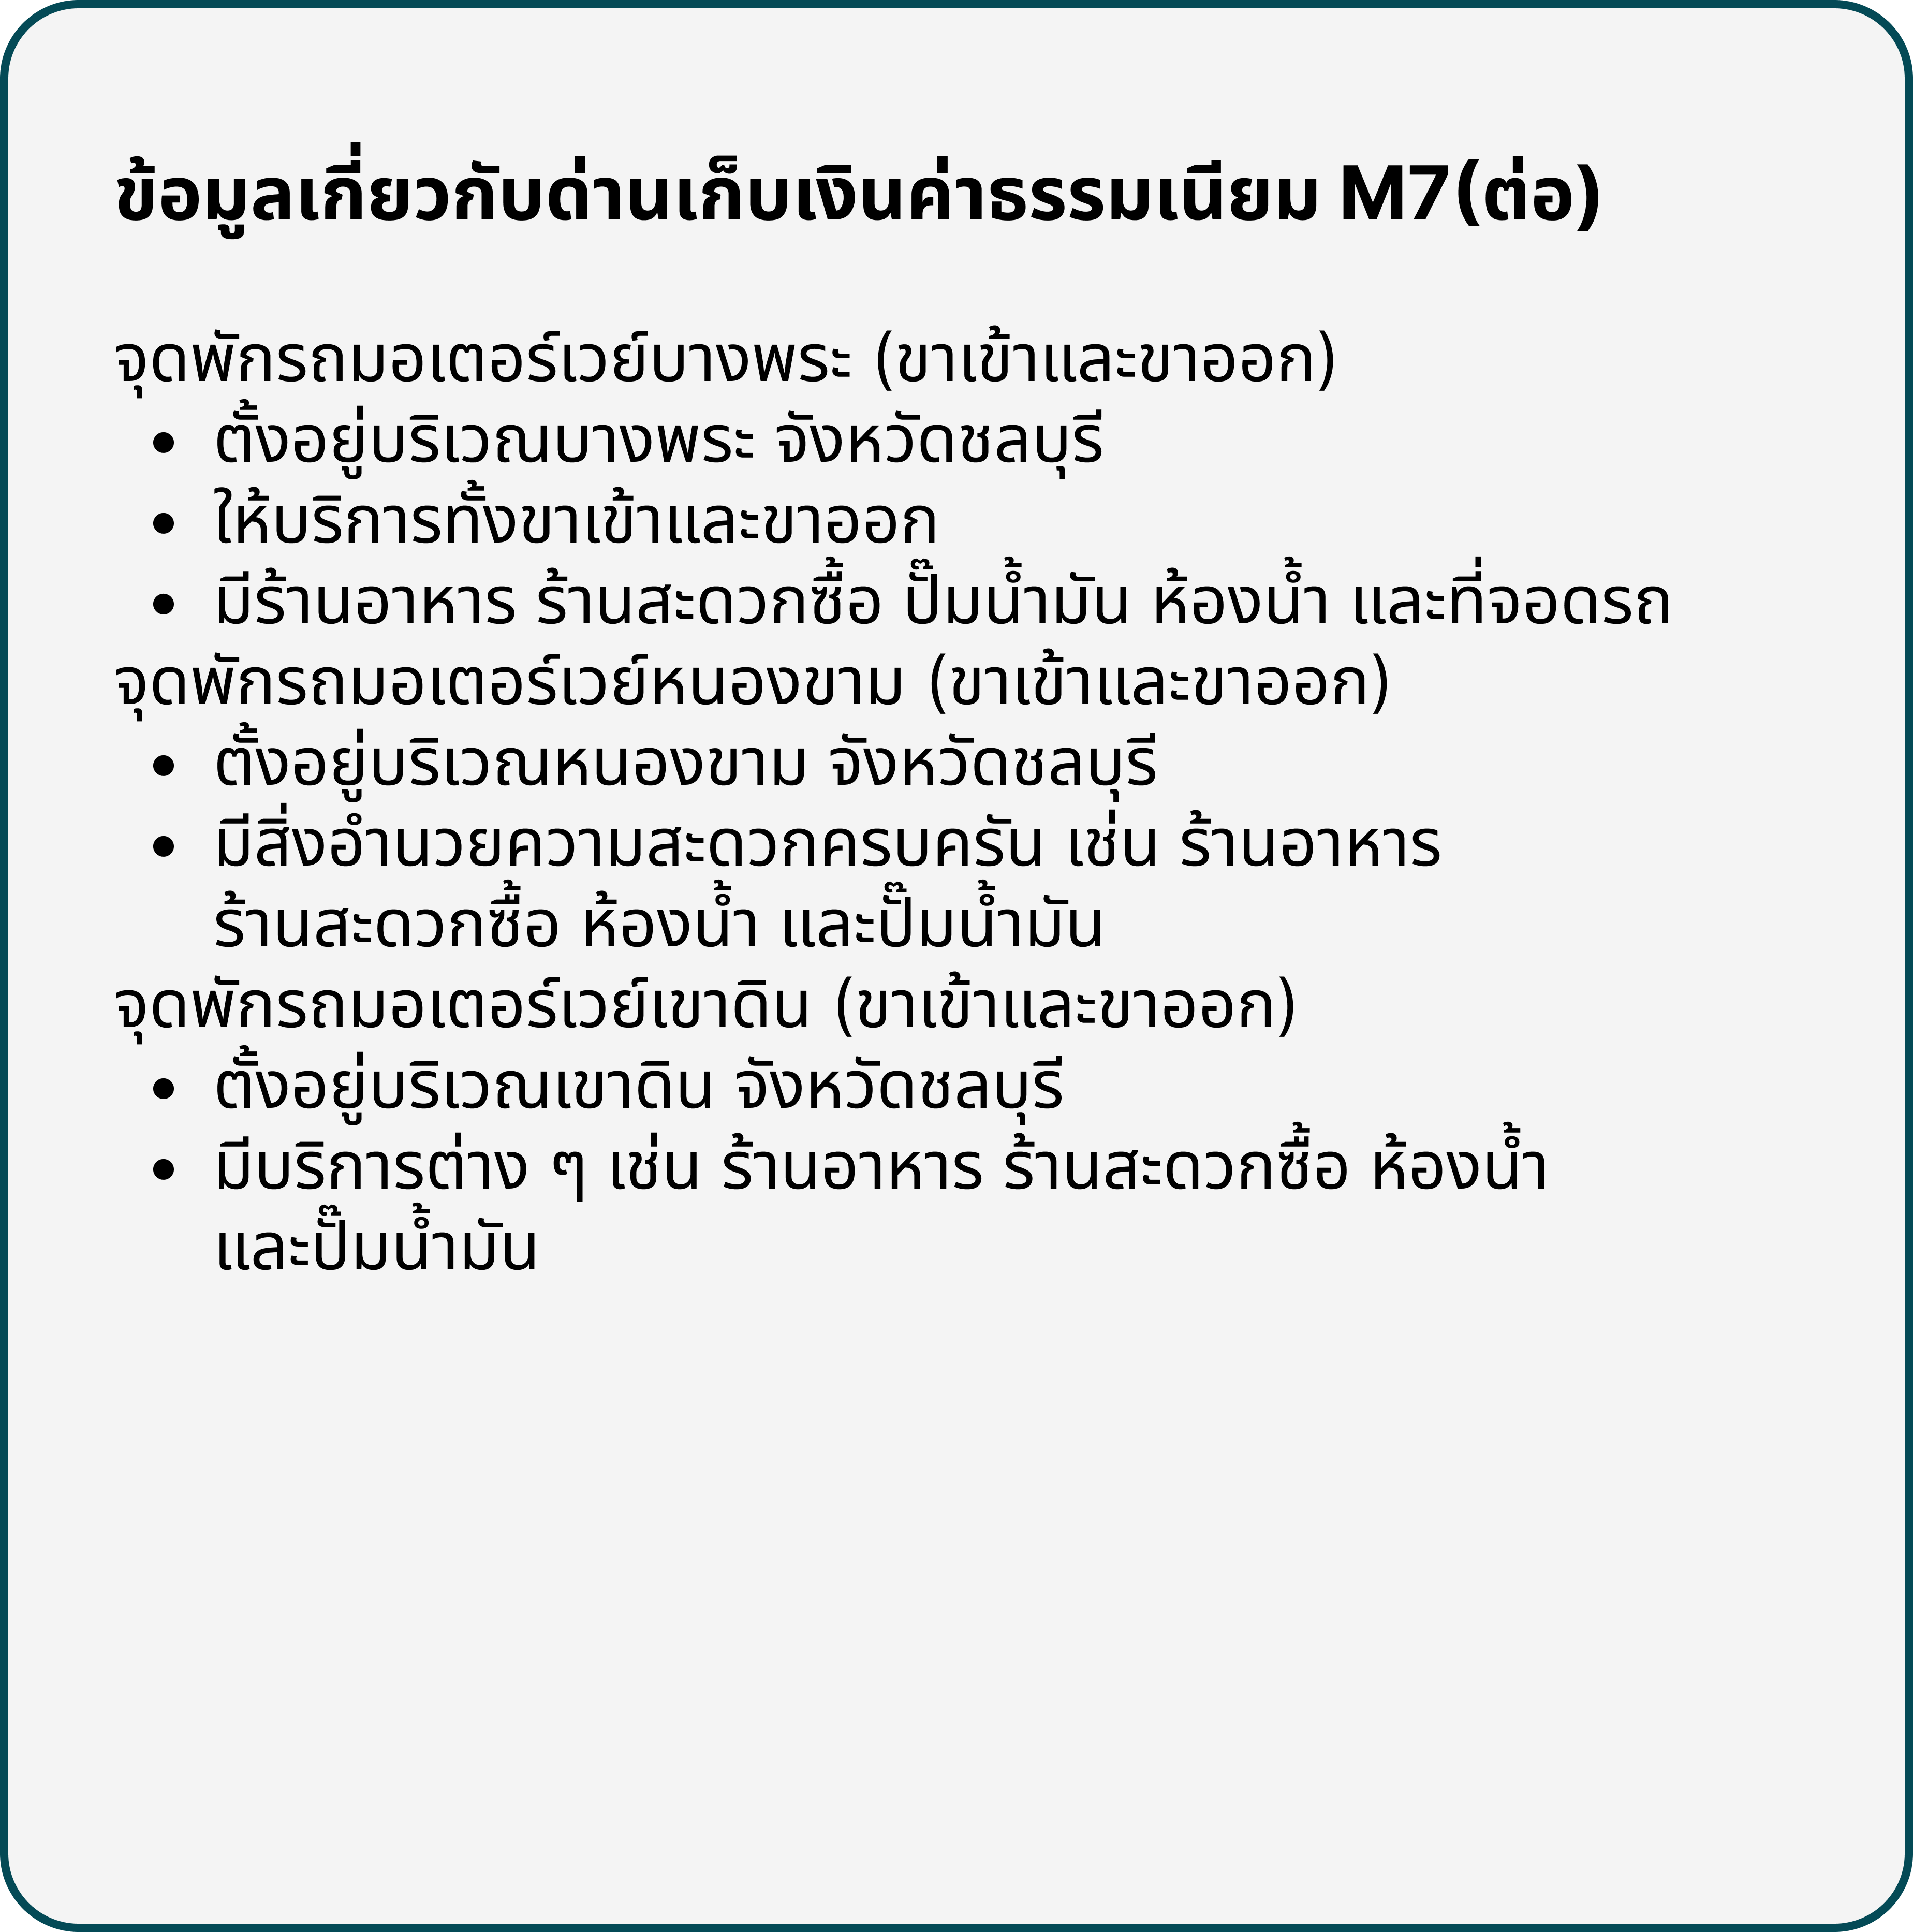 ข้อมูลเกี่ยวกับด่านเก็บเงินค่าธรรมเนียม M7(ต่อ)
จุดพักรถมอเตอร์เวย์บางพระ (ขาเข้าและขาออก)
• ตั้งอยู่บริเวณบางพระ จังหวัดชลบุรี
• ให้บริการทั้งขาเข้าและขาออก
• มีร้านอาหาร ร้านสะดวกซื้อ ปั๊มน้ำมัน ห้องน้ำ และที่จอดรถ
จุดพักรถมอเตอร์เวย์หนองขาม (ขาเข้าและขาออก)
• ตั้งอยู่บริเวณหนองขาม จังหวัดชลบุรี
• มีสิ่งอำนวยความสะดวกครบครัน เช่น ร้านอาหาร
ร้านสะดวกซื้อ ห้องน้ำ และปั๊มน้ำมัน
จุดพักรถมอเตอร์เวย์เขาดิน (ขาเข้าและขาออก)
• ตั้งอยู่บริเวณเขาดิน จังหวัดชลบุรี
• มีบริการต่าง ๆ เช่น ร้านอาหาร ร้านสะดวกซื้อ ห้องน้ำ
และปั๊มน้ำมัน